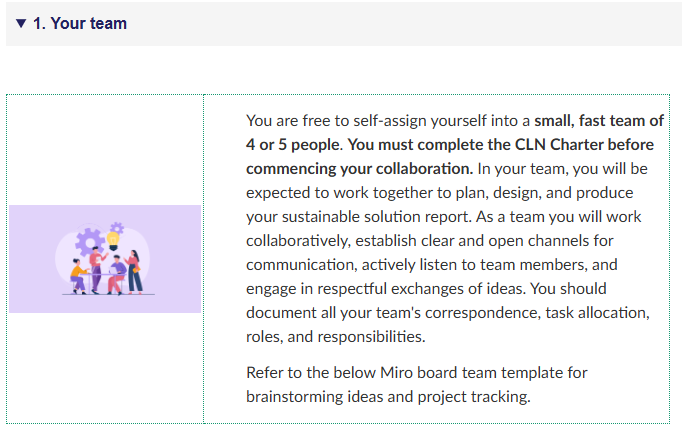 ▼ 1. Your team
You are free to self-assign yourself into a small, fast team of
4 or 5 people. You must complete the CLN Charter before
commencing your collaboration. In your team, you will be
expected to work together to plan, design, and produce
your sustainable solution report. As a team you will work
collaboratively, establish clear and open channels for
communication, actively listen to team members, and
engage in respectful exchanges of ideas. You should
document all your team's correspondence, task allocation,
roles, and responsibilities.
Refer to the below Miro board team template for
brainstorming ideas and project tracking.